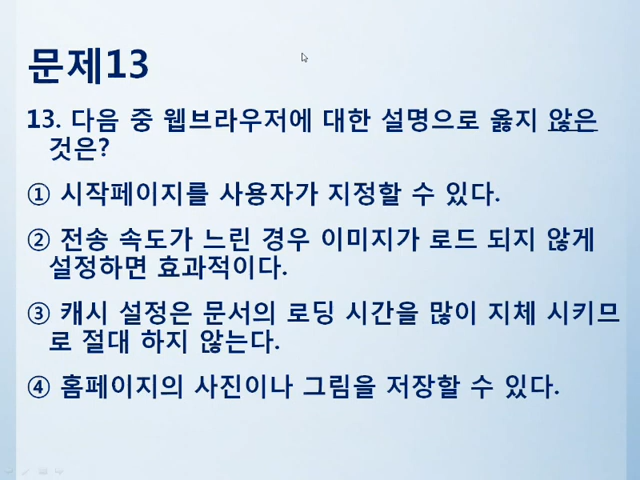 문제13
13. 다음 중 웹브라우저에 대한 설명으로 옳지 않은
것은?
① 시작페이지를 사용자가 지정할 수 있다.
② 전송 속도가 느린 경우 이미지가 로드 되지 않게
설정하면 효과적이다.
③ 캐시 설정은 문서의 로딩 시간을 많이 지체 시키므
로 절대 하지 않는다.
④ 홈페이지의 사진이나 그림을 저장할 수 있다.